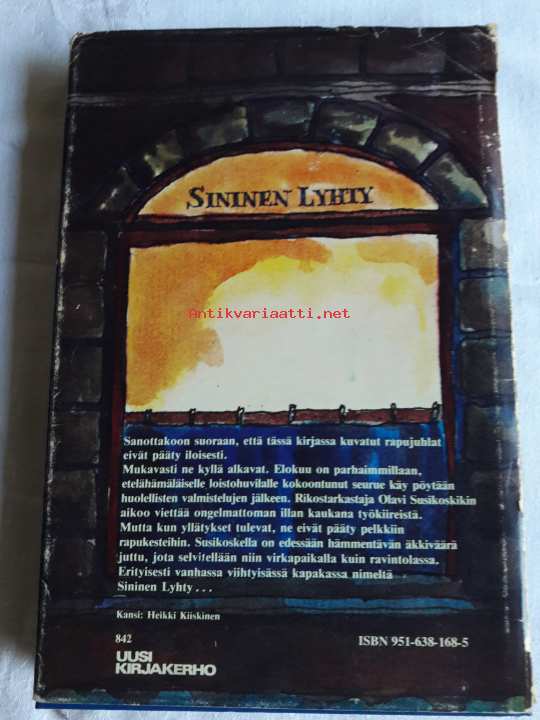 SININEN LYHTY
Antikvariaatti.net
Sanottakoon suoraan, että tässä kirjassa kuvatut rapujuhlat
eivät pääty iloisesti.
Mukavasti ne kyllä alkavat. Elokuu on parhaimmillaan,
etelähämäläiselle loistohuvilalle kokoontunut seurue käy pöytään
huolellisten valmistelujen jälkeen. Rikostarkastaja Olavi Susikoskikin
aikoo viettää ongelmattoman illan kaukana työkiireistä.
Mutta kun yllätykset tulevat, ne eivät pääty pelkkiin
rapukesteihin. Susikoskella on edessään hämmentävän äkkiväärä
juttu, jota selvitellään niin virkapaikalla kuin ravintolassa.
Erityisesti vanhassa viihtyisässä kapakassa nimeltä
Sininen Lyhty . . .
Kansi: Heikki Kiiskinen
842
UUSI
KIRJAKERHO
ISBN 951-638-168-5